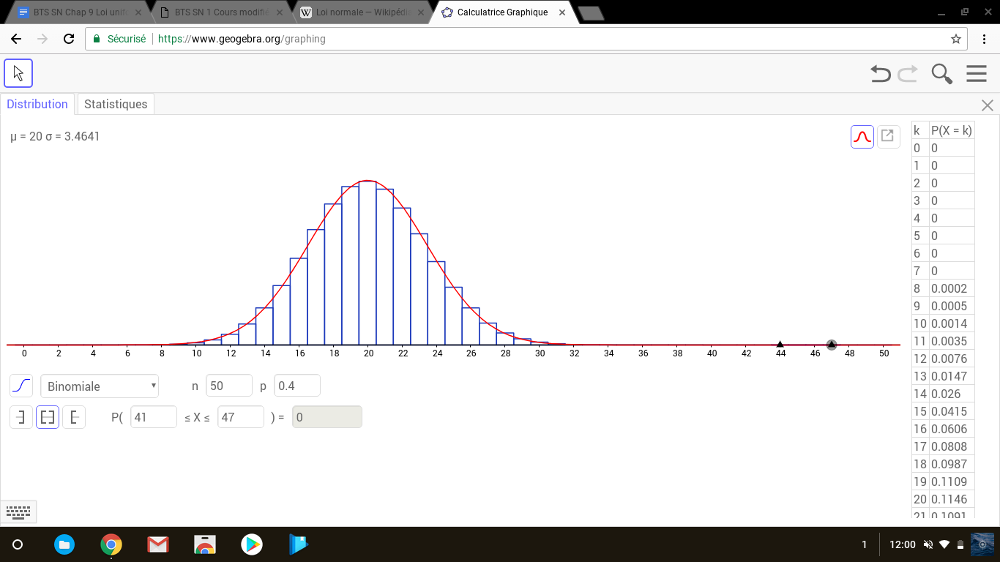 BTS SN Chap 9 Loi unif
BTS SN 1 Cours modifié
Loi normale — Wikipédi
Calculatrice Graphique
Sécurisé
https://www.geogebra.org/graphing
Distribution
Statistiques
μ = 20 σ = 3.4641
0 2 4 6 8 10 12 14 16 18 20 22 24 26 28 30 32 34 36 38 40 42 44 46 48 50
Binomiale n 50 p 0.4
P( 41 ≤ X ≤ 47 ) = 0
k P(X = k)
0 0
1 0
2 0
3 0
4 0
5 0
6 0
7 0
8 0.0002
9 0.0005
10 0.0014
11 0.0035
12 0.0076
13 0.0147
14 0.026
15 0.0415
16 0.0606
17 0.0808
18 0.0987
19 0.1109
20 0.1146
21 0.1091
1 12:00